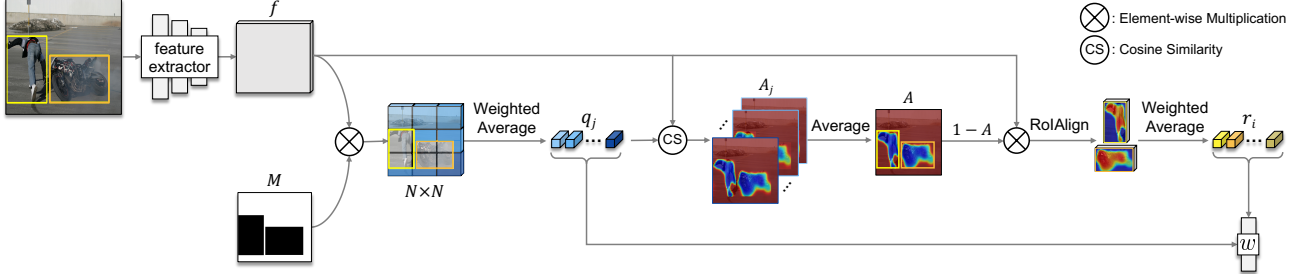 f
⊗ : Element-wise Multiplication
CS : Cosine Similarity
feature
extractor
M
N×N
Weighted
Average
q_j
CS
A_j
Average
A
1 − A
RoIAlign
Weighted
Average
r_i
w